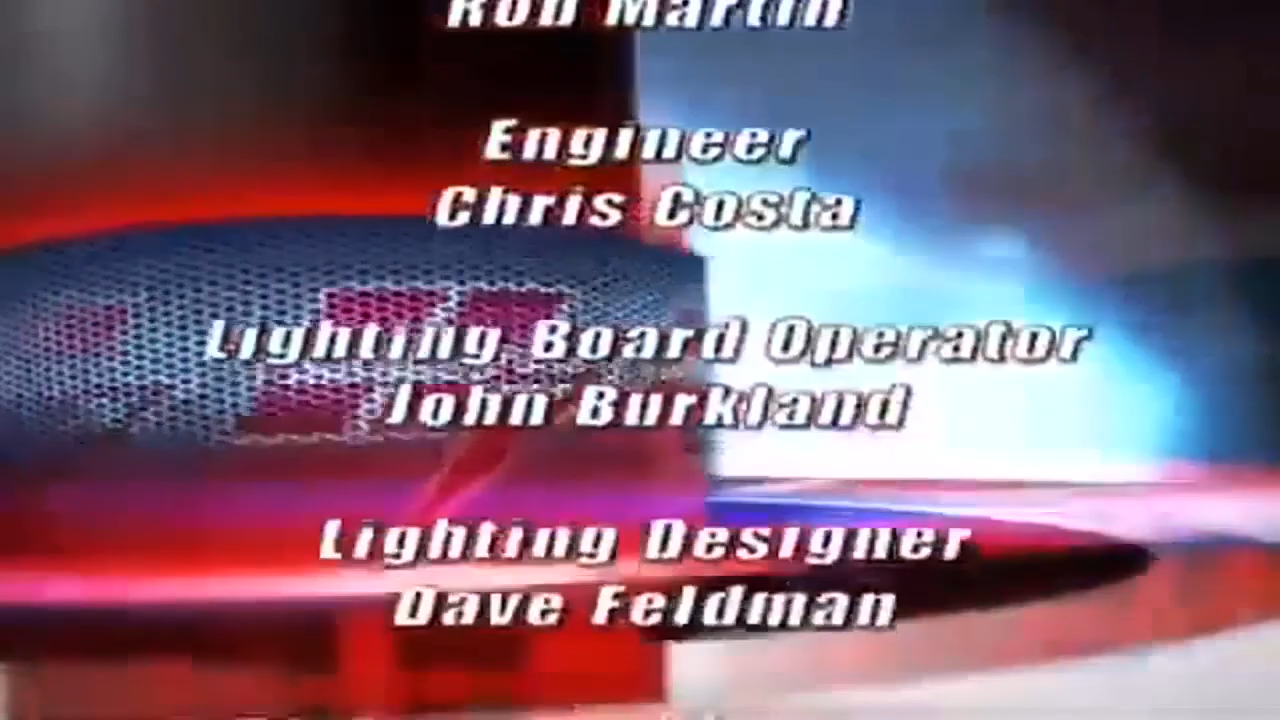 Rob Martin
Engineer
Chris Costa
Lighting Board Operator
John Burkland
Lighting Designer
Dave Feldman